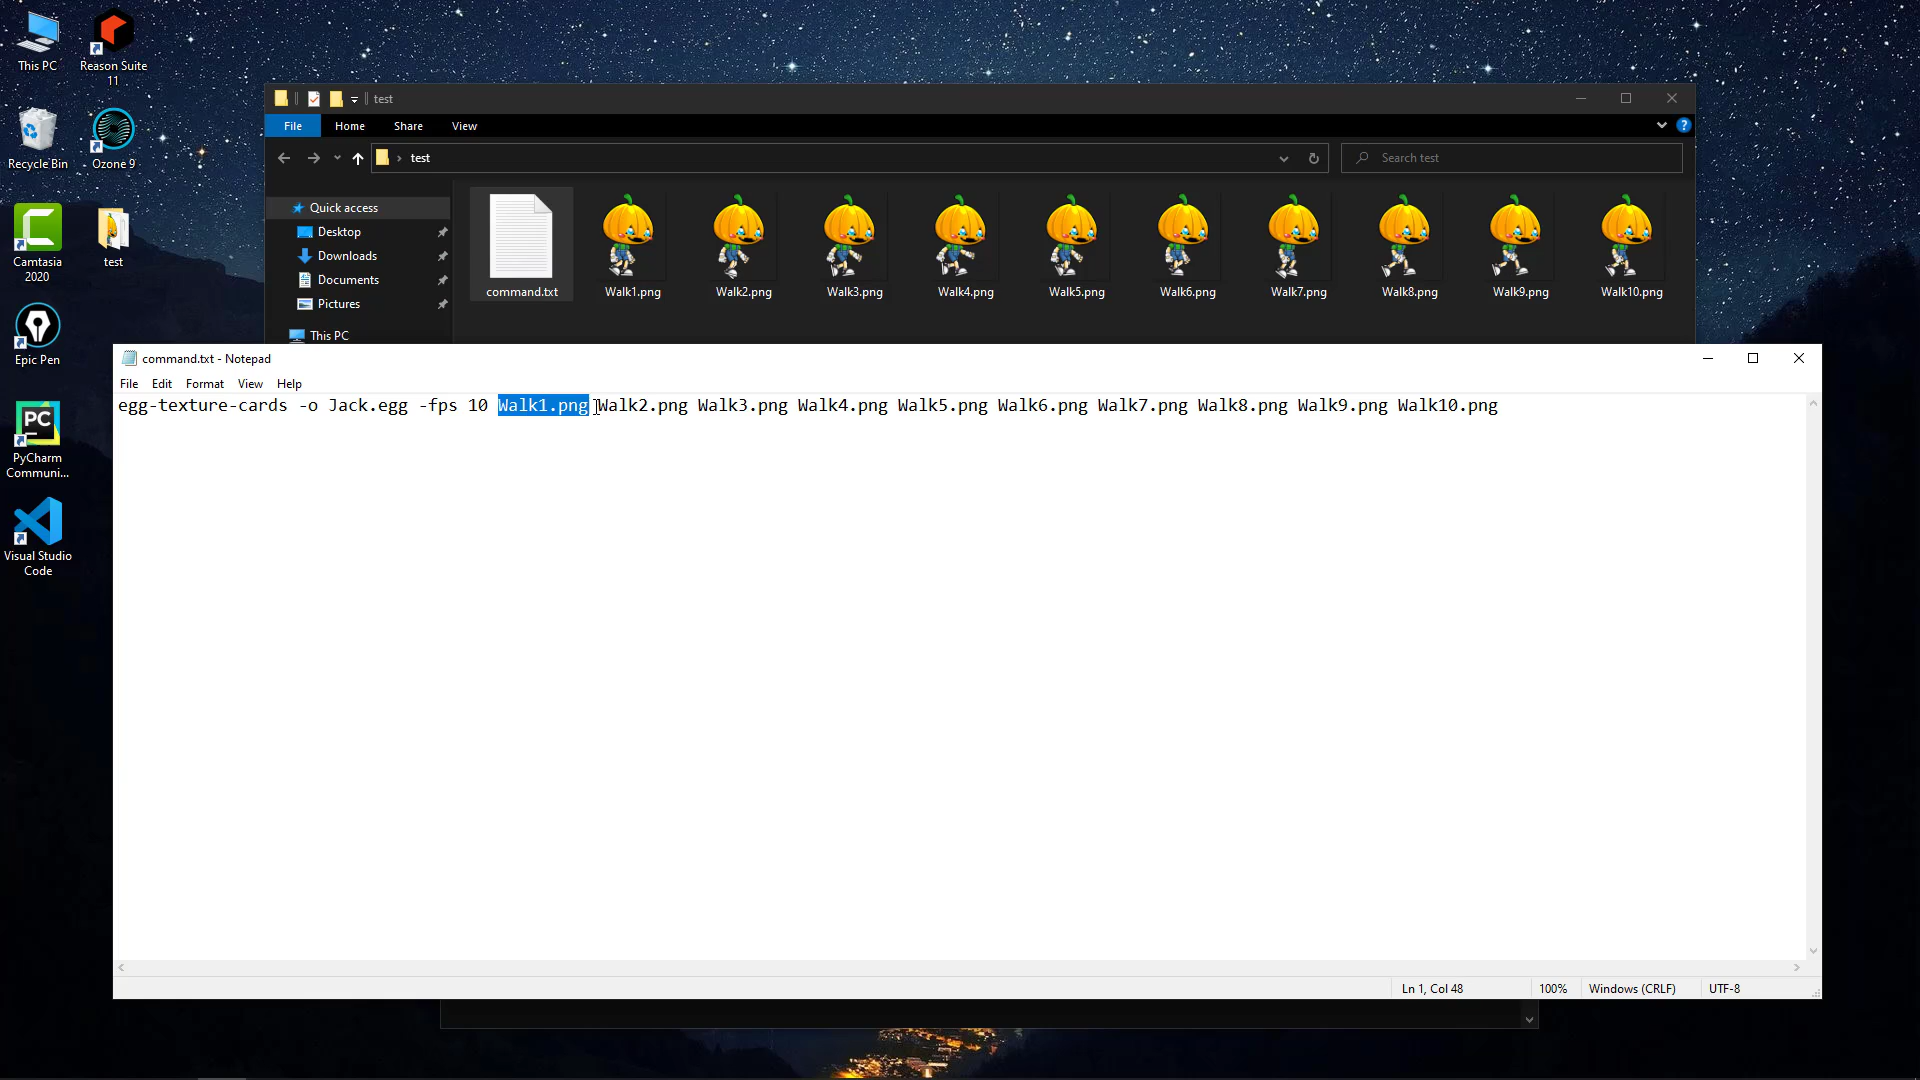 This PC
Reason Suite
11
Recycle Bin
Ozone 9
Camtasia
2020
test
Epic Pen
PyCharm
Communi...
Visual Studio
Code
test
File Home Share View
test
Search test
Quick access
Desktop
Downloads
Documents
Pictures
This PC
command.txt Walk1.png Walk2.png Walk3.png Walk4.png Walk5.png Walk6.png Walk7.png Walk8.png Walk9.png Walk10.png
command.txt - Notepad
File Edit Format View Help
egg-texture-cards -o Jack.egg -fps 10 Walk1.png Walk2.png Walk3.png Walk4.png Walk5.png Walk6.png Walk7.png Walk8.png Walk9.png Walk10.png
Ln 1, Col 48 100% Windows (CRLF) UTF-8